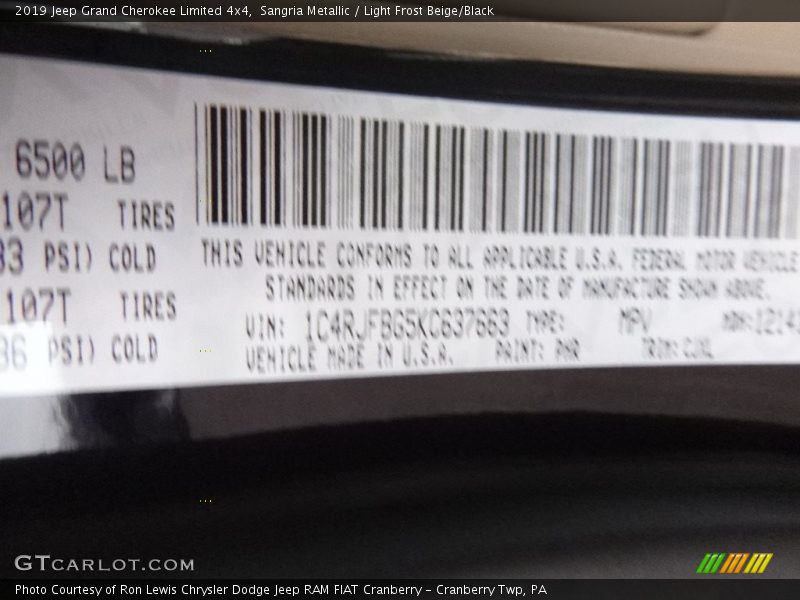 2019 Jeep Grand Cherokee Limited 4x4, Sangria Metallic / Light Frost Beige/Black
6500 LB
107T TIRES
33 PSI) COLD
107T TIRES
36 PSI) COLD
THIS VEHICLE CONFORMS TO ALL APPLICABLE U.S.A. FEDERAL MOTOR VEHICLE
STANDARDS IN EFFECT ON THE DATE OF MANUFACTURE SHOWN ABOVE.
VIN: 1C4RJFBG5KC637663 TYPE: MPV
VEHICLE MADE IN U.S.A. PAINT: PHR TRIM:
GTCARLOT.COM
Photo Courtesy of Ron Lewis Chrysler Dodge Jeep RAM FIAT Cranberry – Cranberry Twp, PA